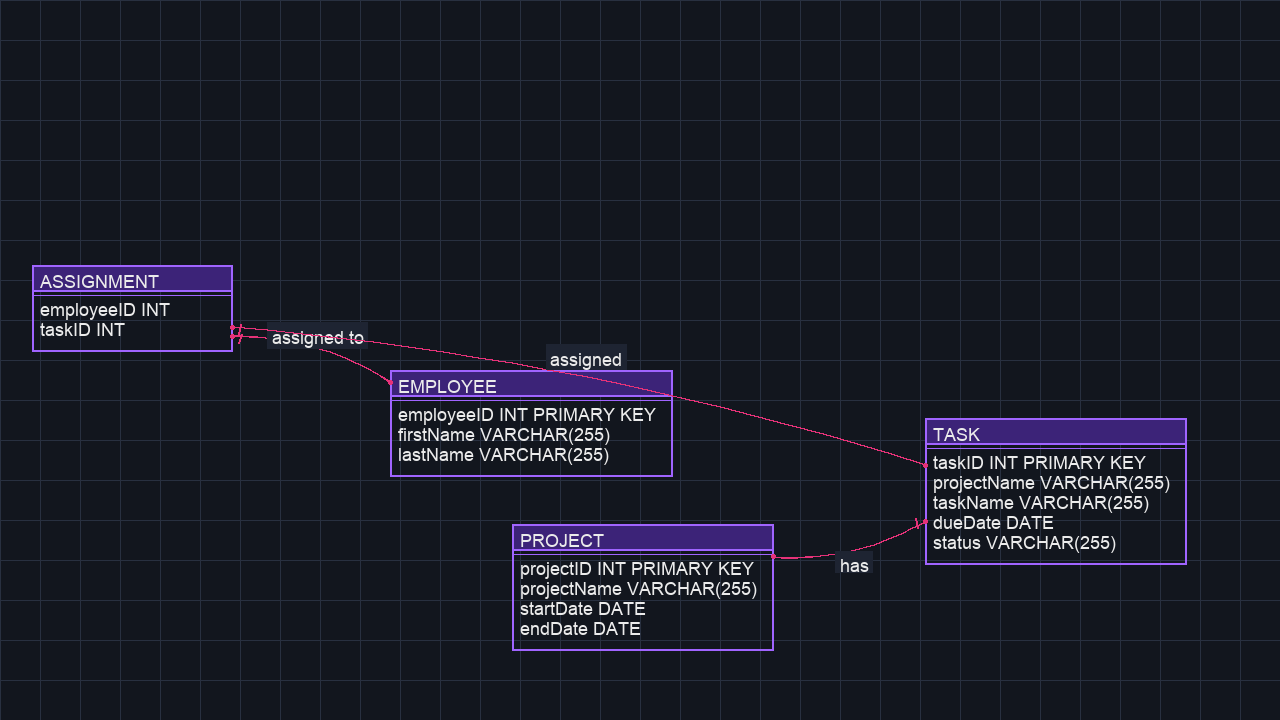 ASSIGNMENT
employeeID INT
taskID INT
assigned to
assigned
EMPLOYEE
employeeID INT PRIMARY KEY
firstName VARCHAR(255)
lastName VARCHAR(255)
TASK
taskID INT PRIMARY KEY
projectName VARCHAR(255)
taskName VARCHAR(255)
dueDate DATE
status VARCHAR(255)
PROJECT
projectID INT PRIMARY KEY
projectName VARCHAR(255)
startDate DATE
endDate DATE
has